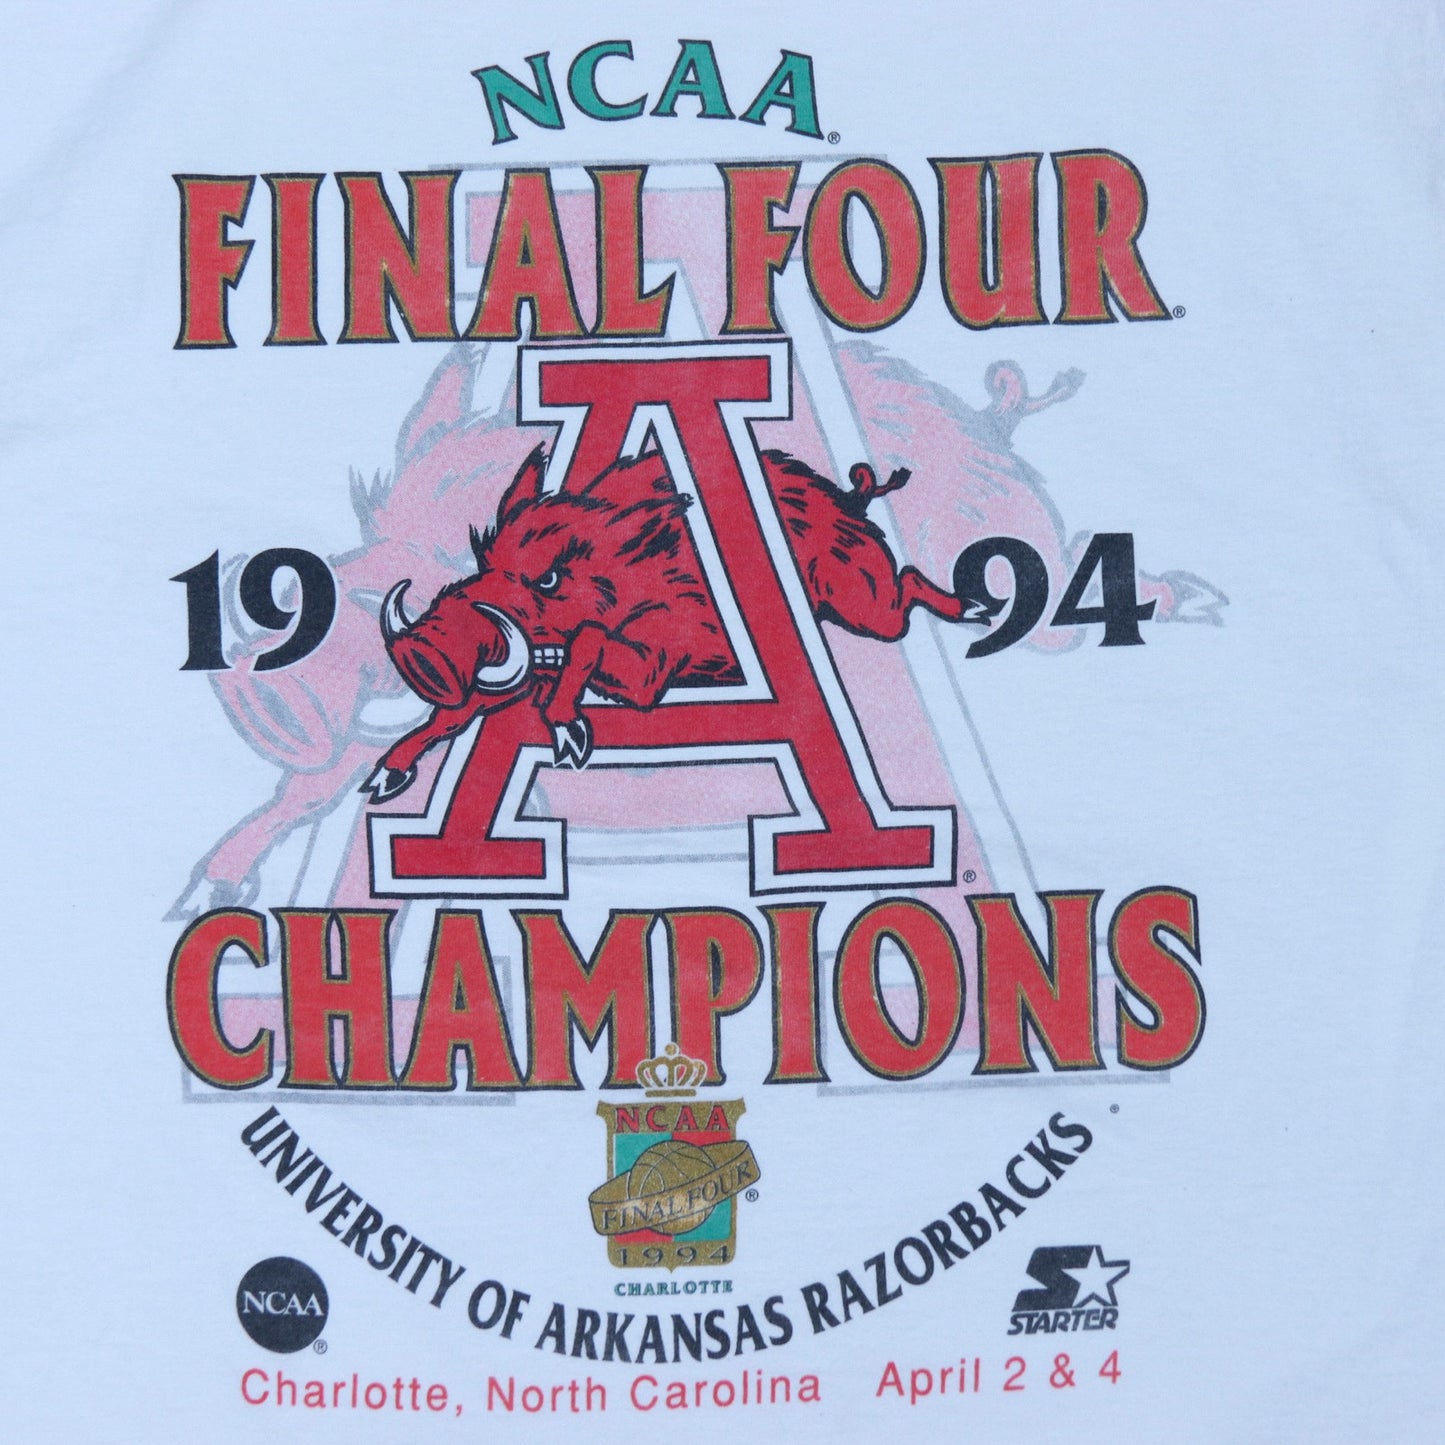 NCAA®
FINAL FOUR®
A®
19 94
CHAMPIONS
UNIVERSITY OF ARKANSAS RAZORBACKS®
NCAA
FINAL FOUR®
1994
CHARLOTTE
NCAA®
STARTER
Charlotte, North Carolina April 2 & 4